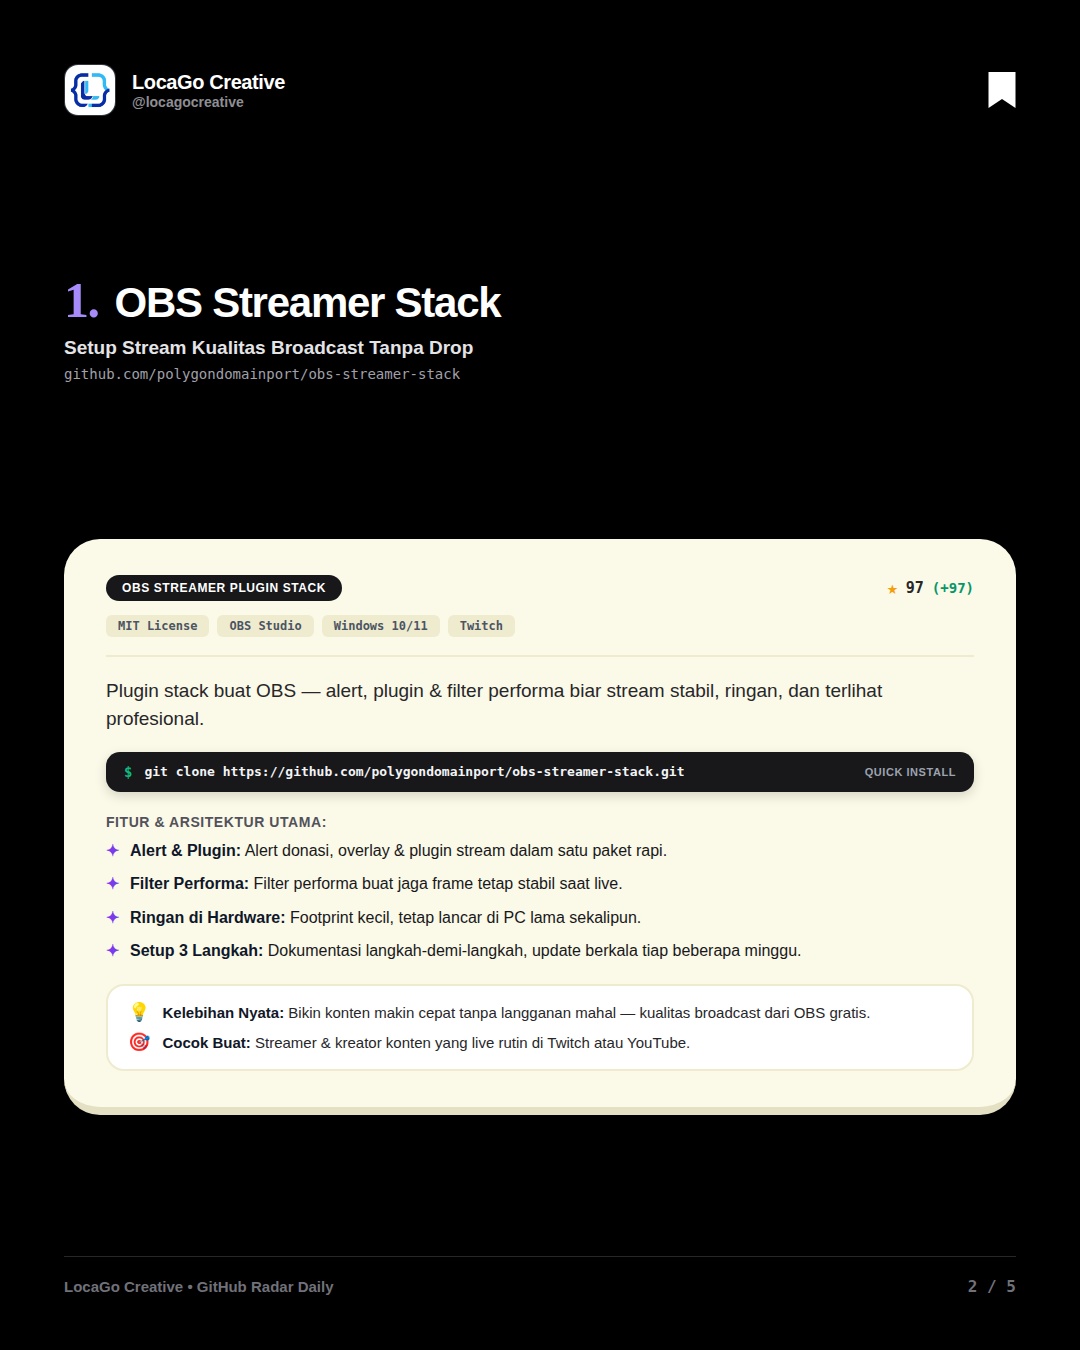 LocaGo Creative
@locagocreative
1. OBS Streamer Stack
Setup Stream Kualitas Broadcast Tanpa Drop
github.com/polygondomainport/obs-streamer-stack
OBS STREAMER PLUGIN STACK
★ 97 (+97)
MIT License OBS Studio Windows 10/11 Twitch
Plugin stack buat OBS — alert, plugin & filter performa biar stream stabil, ringan, dan terlihat
profesional.
$ git clone https://github.com/polygondomainport/obs-streamer-stack.git QUICK INSTALL
FITUR & ARSITEKTUR UTAMA:
✦ Alert & Plugin: Alert donasi, overlay & plugin stream dalam satu paket rapi.
✦ Filter Performa: Filter performa buat jaga frame tetap stabil saat live.
✦ Ringan di Hardware: Footprint kecil, tetap lancar di PC lama sekalipun.
✦ Setup 3 Langkah: Dokumentasi langkah-demi-langkah, update berkala tiap beberapa minggu.
💡 Kelebihan Nyata: Bikin konten makin cepat tanpa langganan mahal — kualitas broadcast dari OBS gratis.
🎯 Cocok Buat: Streamer & kreator konten yang live rutin di Twitch atau YouTube.
LocaGo Creative • GitHub Radar Daily
2 / 5